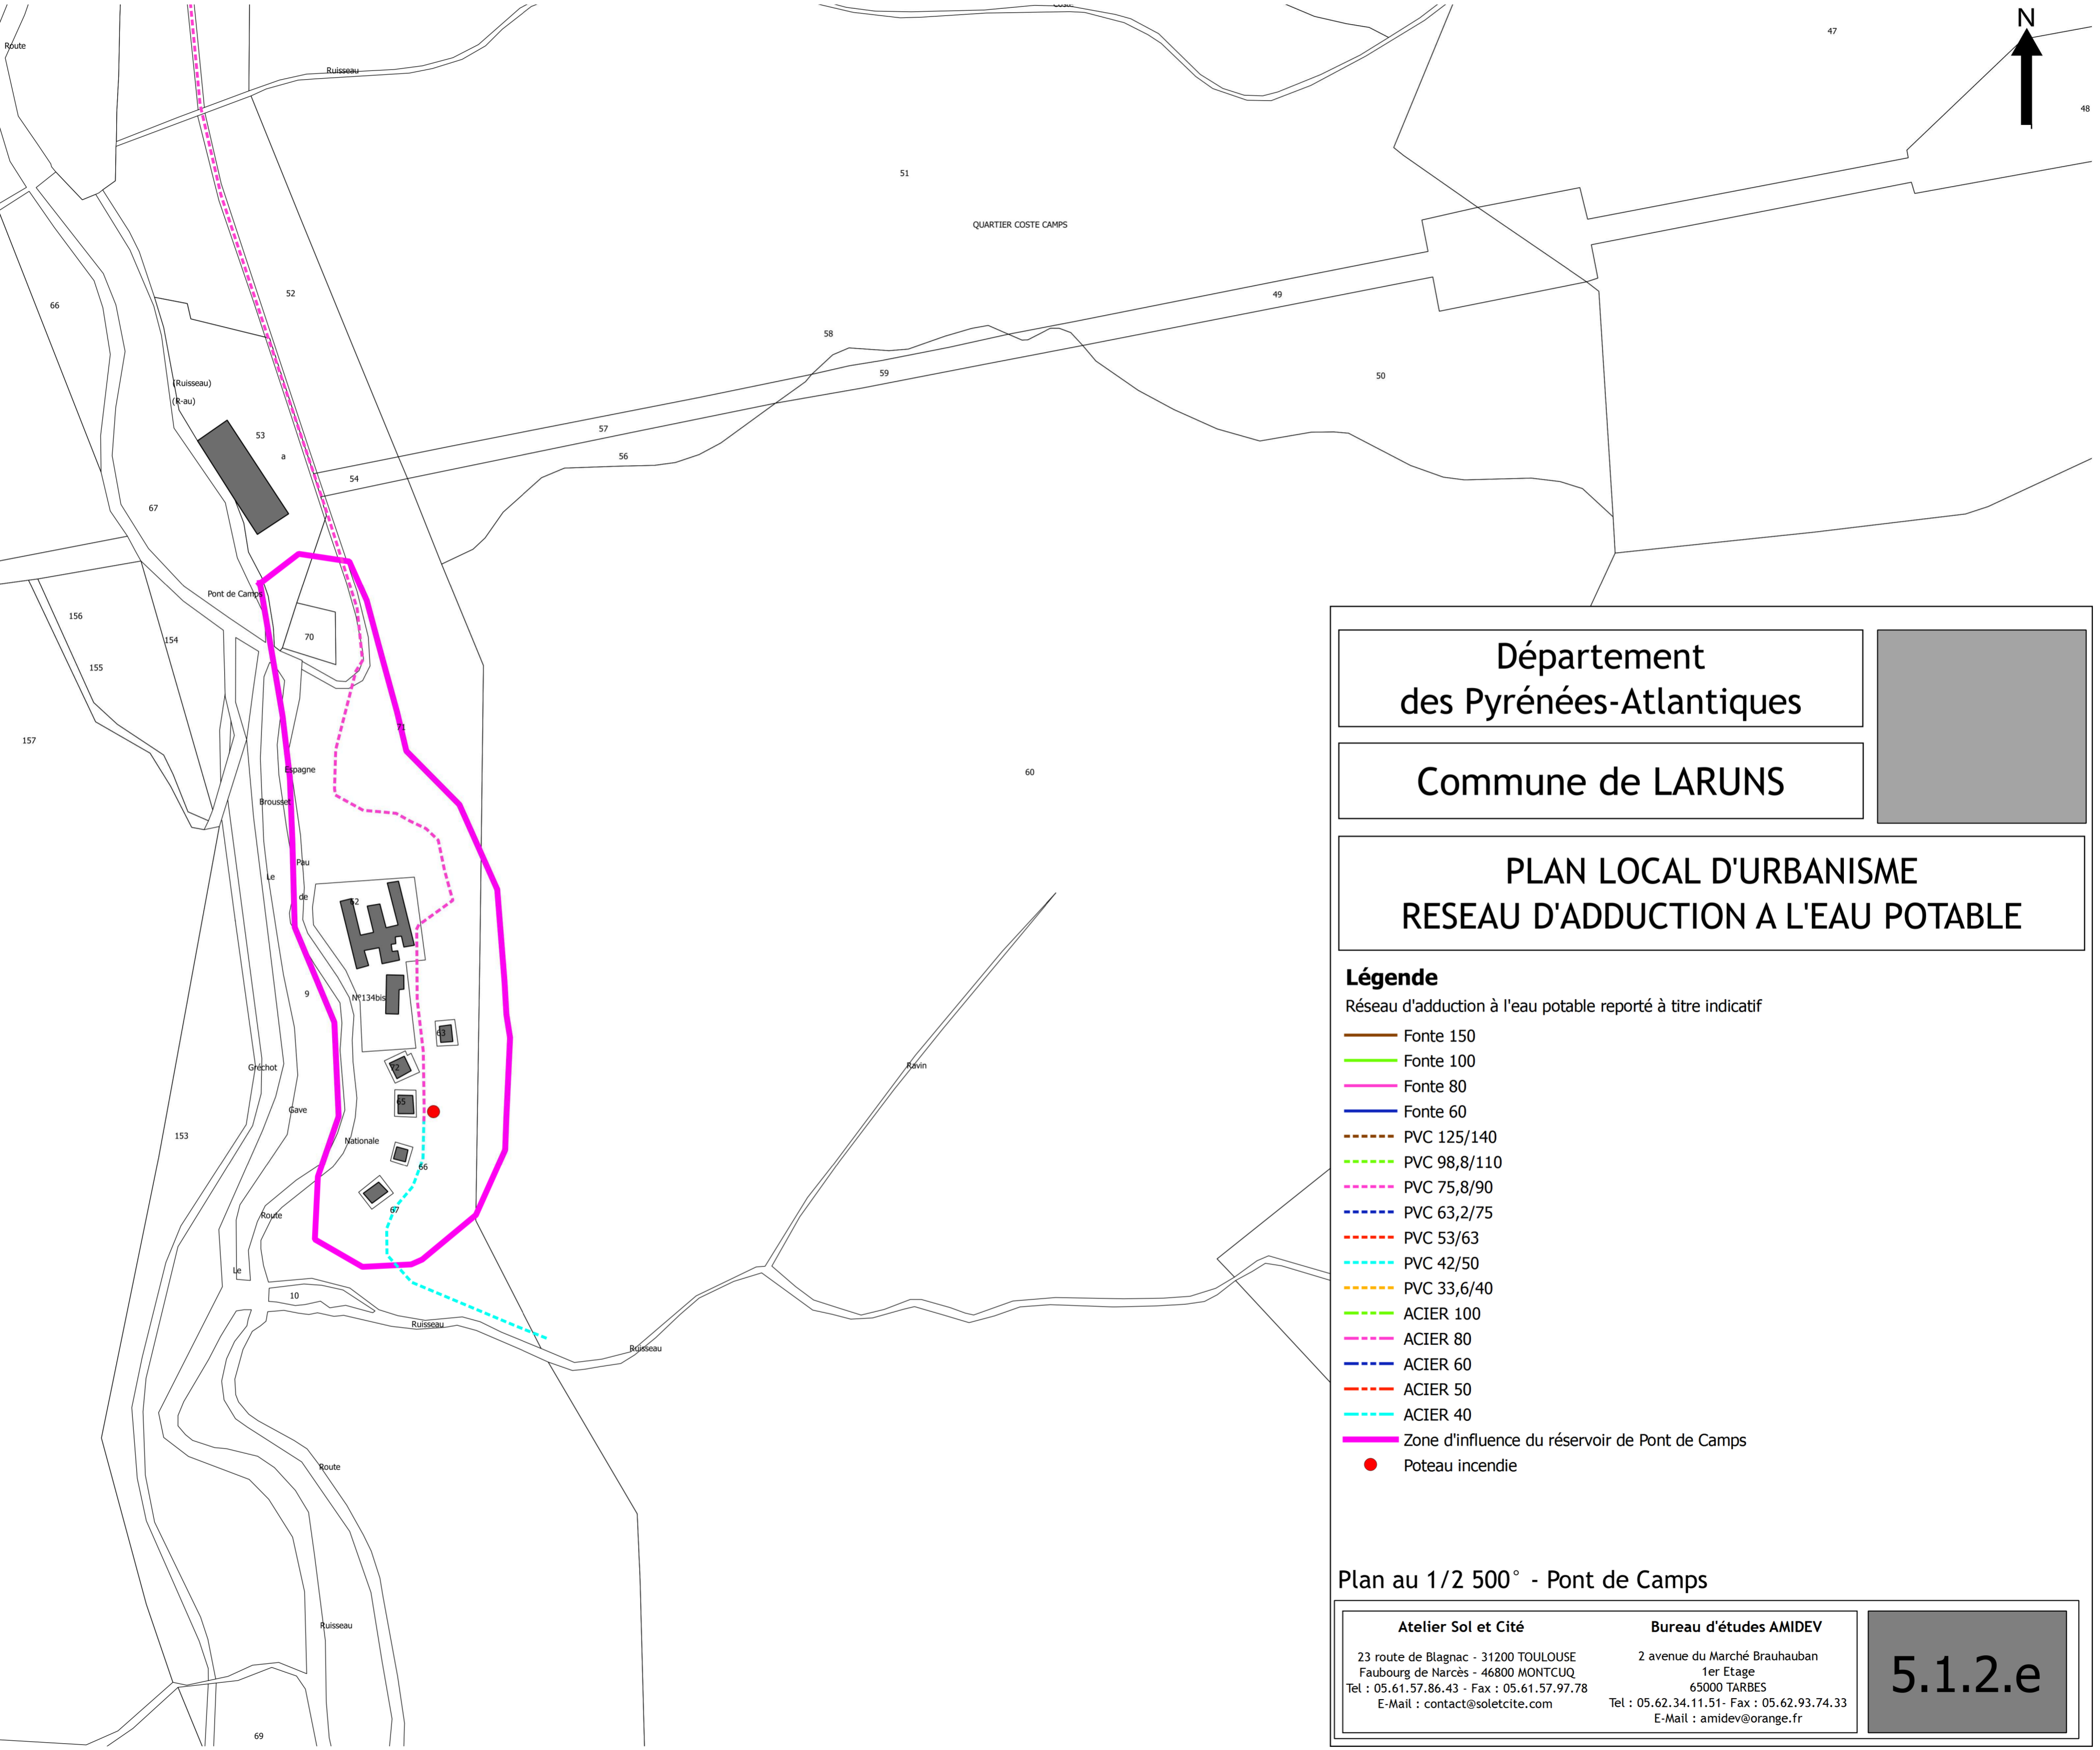 Coste
N
47
Route
Ruisseau
48
51
QUARTIER COSTE CAMPS
52
49
66
58
59
50
(Ruisseau)
(R-au)
57
53
a
56
54
67
Pont de Camps
156
70
154
155
71
157
Espagne
60
Brousset
Pau
Le
de
62
9
N°134bis
63
Ravin
72
Gréchot
65
Gave
153
Nationale
66
67
Route
Le
10
Ruisseau
Ruisseau
Route
Ruisseau
69
Département
des Pyrénées-Atlantiques
Commune de LARUNS
PLAN LOCAL D'URBANISME
RESEAU D'ADDUCTION A L'EAU POTABLE
Légende
Réseau d'adduction à l'eau potable reporté à titre indicatif
Fonte 150
Fonte 100
Fonte 80
Fonte 60
PVC 125/140
PVC 98,8/110
PVC 75,8/90
PVC 63,2/75
PVC 53/63
PVC 42/50
PVC 33,6/40
ACIER 100
ACIER 80
ACIER 60
ACIER 50
ACIER 40
Zone d'influence du réservoir de Pont de Camps
Poteau incendie
Plan au 1/2 500° - Pont de Camps
Atelier Sol et Cité
23 route de Blagnac - 31200 TOULOUSE
Faubourg de Narcès - 46800 MONTCUQ
Tel : 05.61.57.86.43 - Fax : 05.61.57.97.78
E-Mail : contact@soletcite.com
Bureau d'études AMIDEV
2 avenue du Marché Brauhauban
1er Etage
65000 TARBES
Tel : 05.62.34.11.51- Fax : 05.62.93.74.33
E-Mail : amidev@orange.fr
5.1.2.e